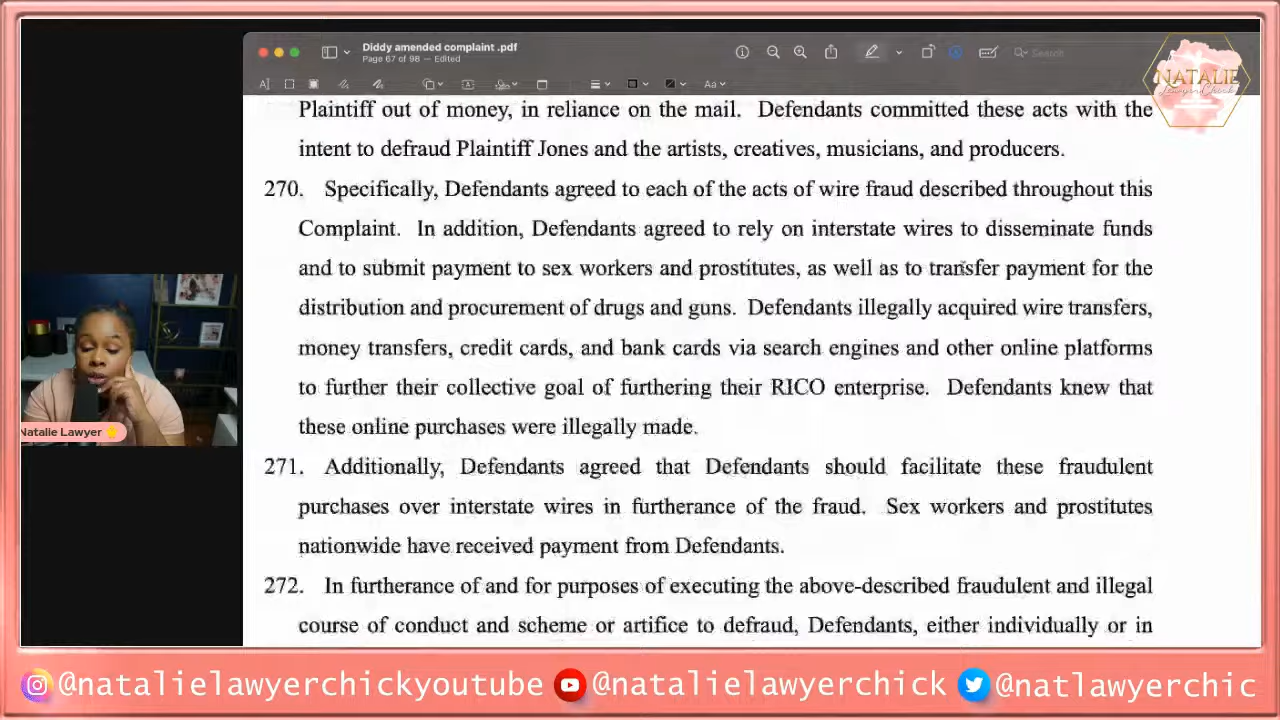 Diddy amended complaint .pdf
Page 67 of 98 — Edited
Search
NATALIE
LawyerChick
Plaintiff out of money, in reliance on the mail. Defendants committed these acts with the
intent to defraud Plaintiff Jones and the artists, creatives, musicians, and producers.
270. Specifically, Defendants agreed to each of the acts of wire fraud described throughout this
Complaint. In addition, Defendants agreed to rely on interstate wires to disseminate funds
and to submit payment to sex workers and prostitutes, as well as to transfer payment for the
distribution and procurement of drugs and guns. Defendants illegally acquired wire transfers,
money transfers, credit cards, and bank cards via search engines and other online platforms
to further their collective goal of furthering their RICO enterprise. Defendants knew that
these online purchases were illegally made.
271. Additionally, Defendants agreed that Defendants should facilitate these fraudulent
purchases over interstate wires in furtherance of the fraud. Sex workers and prostitutes
nationwide have received payment from Defendants.
272. In furtherance of and for purposes of executing the above-described fraudulent and illegal
course of conduct and scheme or artifice to defraud, Defendants, either individually or in
Natalie Lawyer
@natalielawyerchickyoutube @natalielawyerchick @natlawyerchic